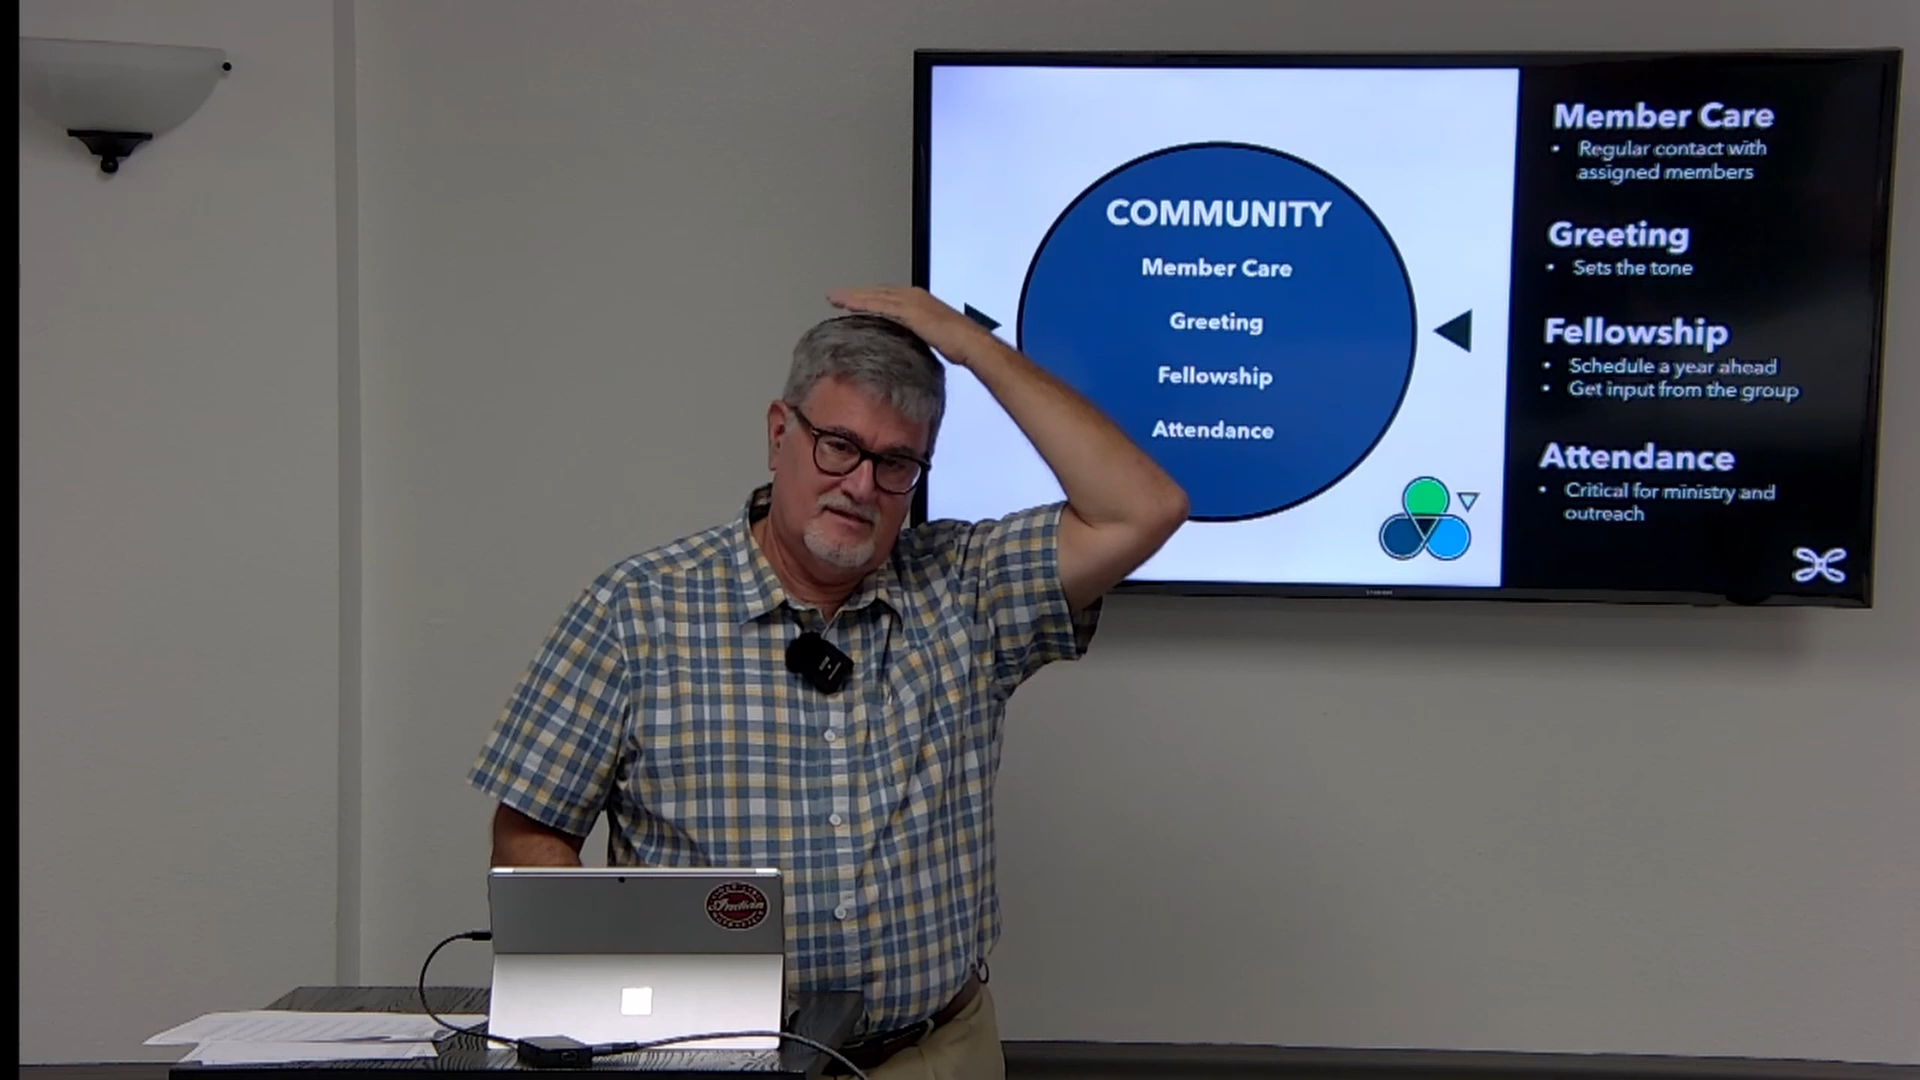 COMMUNITY
Member Care
Greeting
Fellowship
Attendance
Member Care
• Regular contact with
assigned members
Greeting
• Sets the tone
Fellowship
• Schedule a year ahead
• Get input from the group
Attendance
• Critical for ministry and
outreach
Indian